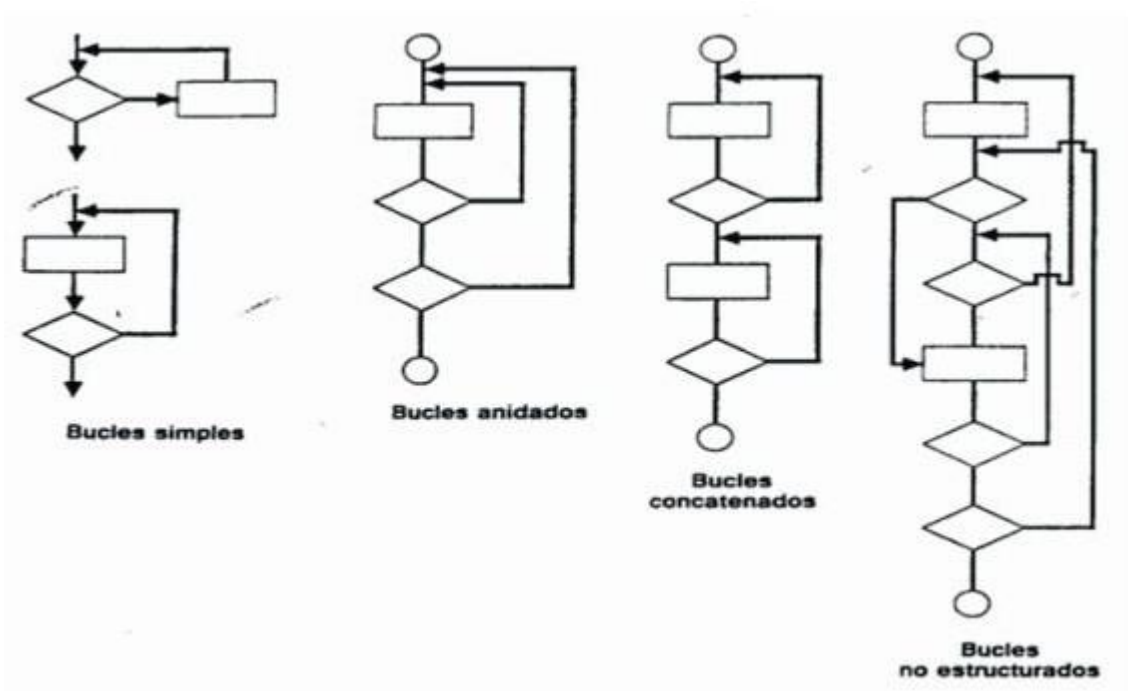 Bucles simples
Bucles anidados
Bucles
concatenados
Bucles
no estructurados